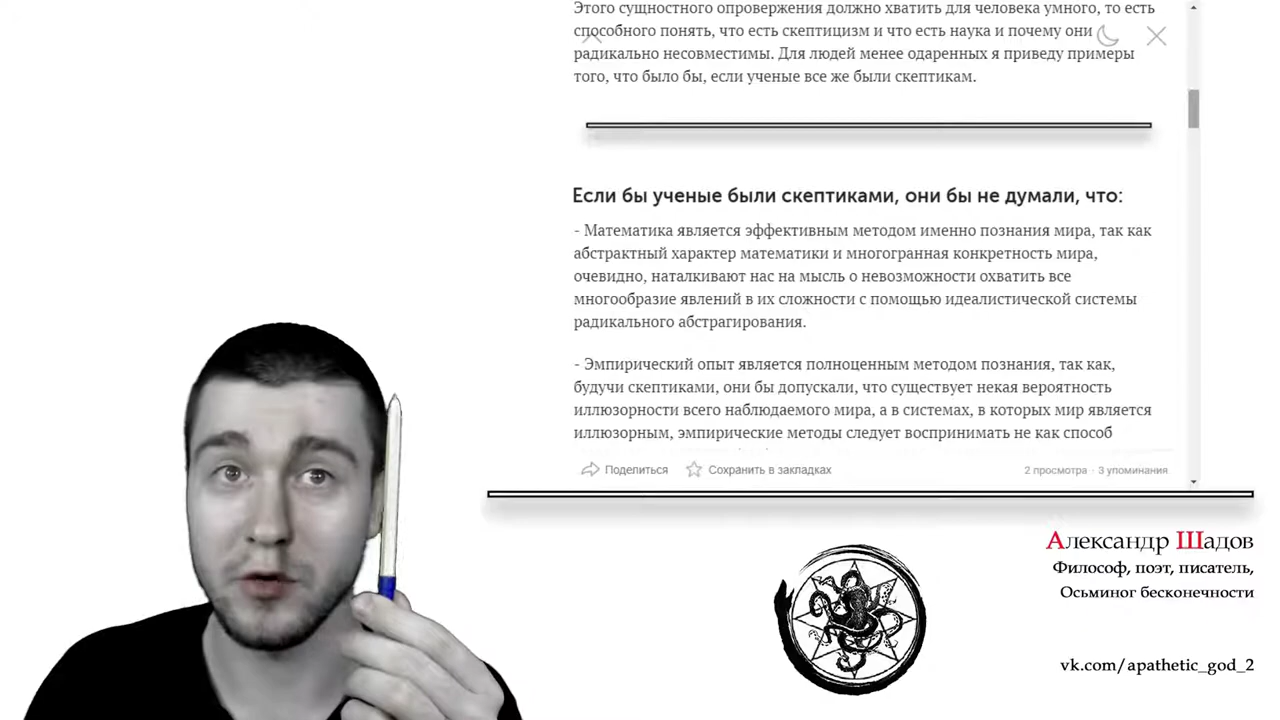 Этого сущностного опровержения должно хватить для человека умного, то есть
способного понять, что есть скептицизм и что есть наука и почему они
радикально несовместимы. Для людей менее одаренных я приведу примеры
того, что было бы, если ученые все же были скептикам.
Если бы ученые были скептиками, они бы не думали, что:
- Математика является эффективным методом именно познания мира, так как
абстрактный характер математики и многогранная конкретность мира,
очевидно, наталкивают нас на мысль о невозможности охватить все
многообразие явлений в их сложности с помощью идеалистической системы
радикального абстрагирования.
- Эмпирический опыт является полноценным методом познания, так как,
будучи скептиками, они бы допускали, что существует некая вероятность
иллюзорности всего наблюдаемого мира, а в системах, в которых мир является
иллюзорным, эмпирические методы следует воспринимать не как способ
Поделиться Сохранить в закладках 2 просмотра · 3 упоминания
Александр Шадов
Философ, поэт, писатель,
Осьминог бесконечности
vk.com/apathetic_god_2